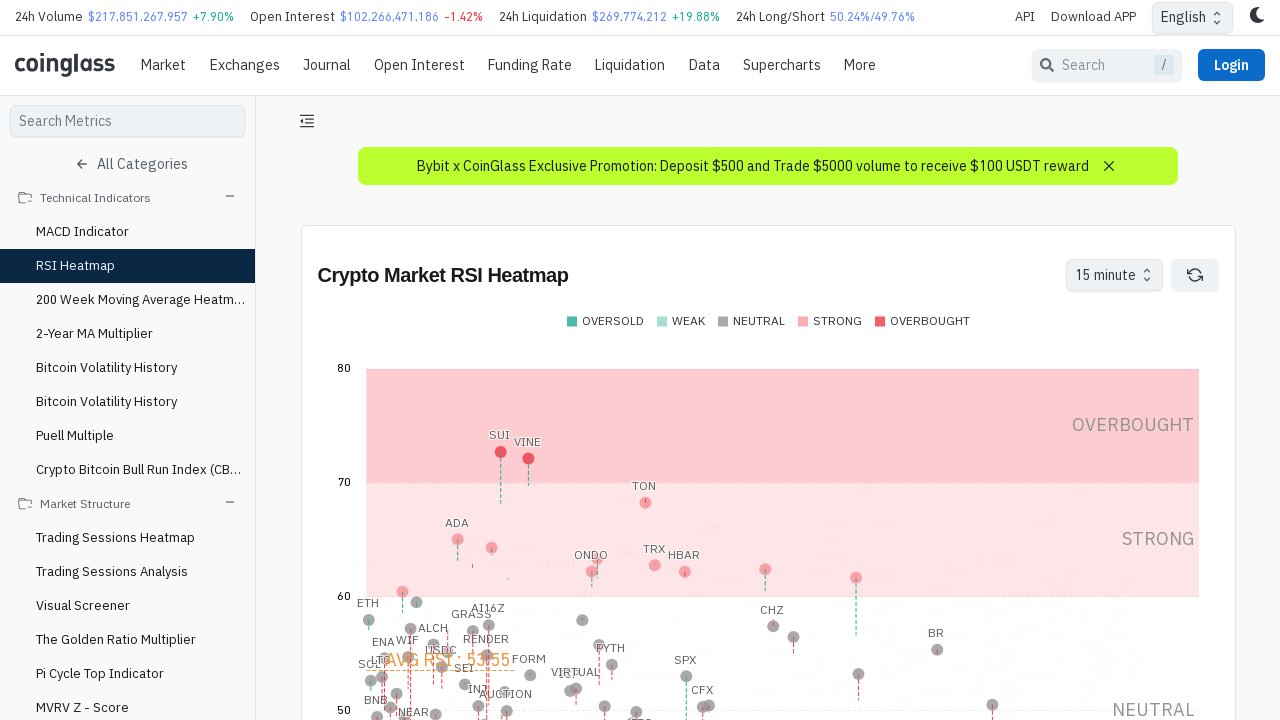 24h Volume $217,851,267,957 +7.90% Open Interest $102,266,471,186 -1.42% 24h Liquidation $269,774,212 +19.88% 24h Long/Short 50.24%/49.76% API Download APP English
coinglass Market Exchanges Journal Open Interest Funding Rate Liquidation Data Supercharts More Search / Login
Search Metrics
All Categories
Technical Indicators
MACD Indicator
RSI Heatmap
200 Week Moving Average Heatm...
2-Year MA Multiplier
Bitcoin Volatility History
Bitcoin Volatility History
Puell Multiple
Crypto Bitcoin Bull Run Index (CB...
Market Structure
Trading Sessions Heatmap
Trading Sessions Analysis
Visual Screener
The Golden Ratio Multiplier
Pi Cycle Top Indicator
MVRV Z - Score
Bybit x CoinGlass Exclusive Promotion: Deposit $500 and Trade $5000 volume to receive $100 USDT reward
Crypto Market RSI Heatmap
15 minute
OVERSOLD WEAK NEUTRAL STRONG OVERBOUGHT
80
OVERBOUGHT
SUI
VINE
70
TON
ADA
STRONG
ONDO
TRX
HBAR
60
ETH
AI16Z
GRASS
CHZ
ALCH
BR
ENA
WIF
RENDER
USDC
PYTH
AVG RSI : 53.55
FORM
SPX
SEI
VIRTUAL
INJ
AUCTION
CFX
BNB
50
NEAR
NEUTRAL